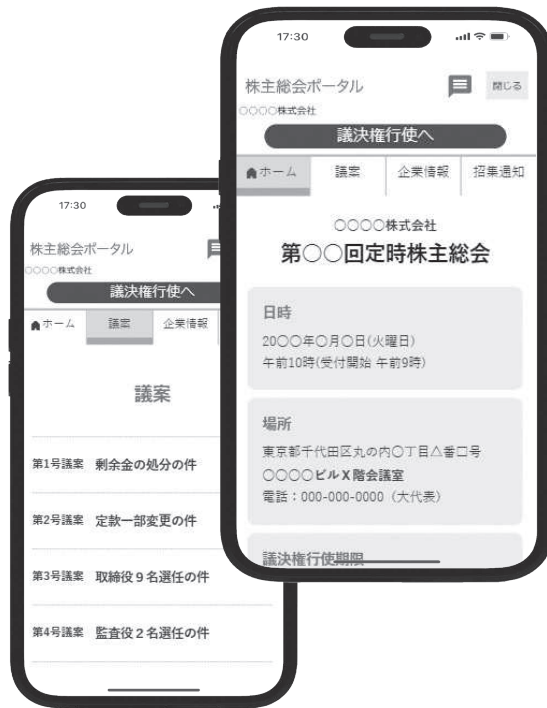 17:30
株主総会ポータル
閉じる
○○○○株式会社
議決権行使へ
ホーム 議案 企業情報 招集通知
○○○○株式会社
第○○回定時株主総会
日時
20○○年○月○日(火曜日)
午前10時(受付開始 午前9時)
場所
東京都千代田区丸の内○丁目△番□号
○○○○ビルX階会議室
電話：000-000-0000（大代表）
議決権行使期限
17:30
株主総会ポータル
○○○○株式会社
議決権行使へ
ホーム 議案 企業情報
議案
第1号議案 剰余金の処分の件
第2号議案 定款一部変更の件
第3号議案 取締役９名選任の件
第4号議案 監査役２名選任の件